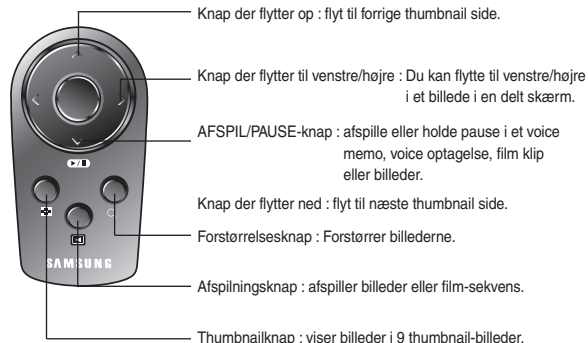 Knap der flytter op : flyt til forrige thumbnail side.
Knap der flytter til venstre/højre : Du kan flytte til venstre/højre
i et billede i en delt skærm.
AFSPIL/PAUSE-knap : afspille eller holde pause i et voice
memo, voice optagelse, film klip
eller billeder.
Knap der flytter ned : flyt til næste thumbnail side.
Forstørrelsesknap : Forstørrer billederne.
SAMSUNG
Afspilningsknap : afspiller billeder eller film-sekvens.
Thumbnailknap : viser billeder i 9 thumbnail-billeder.